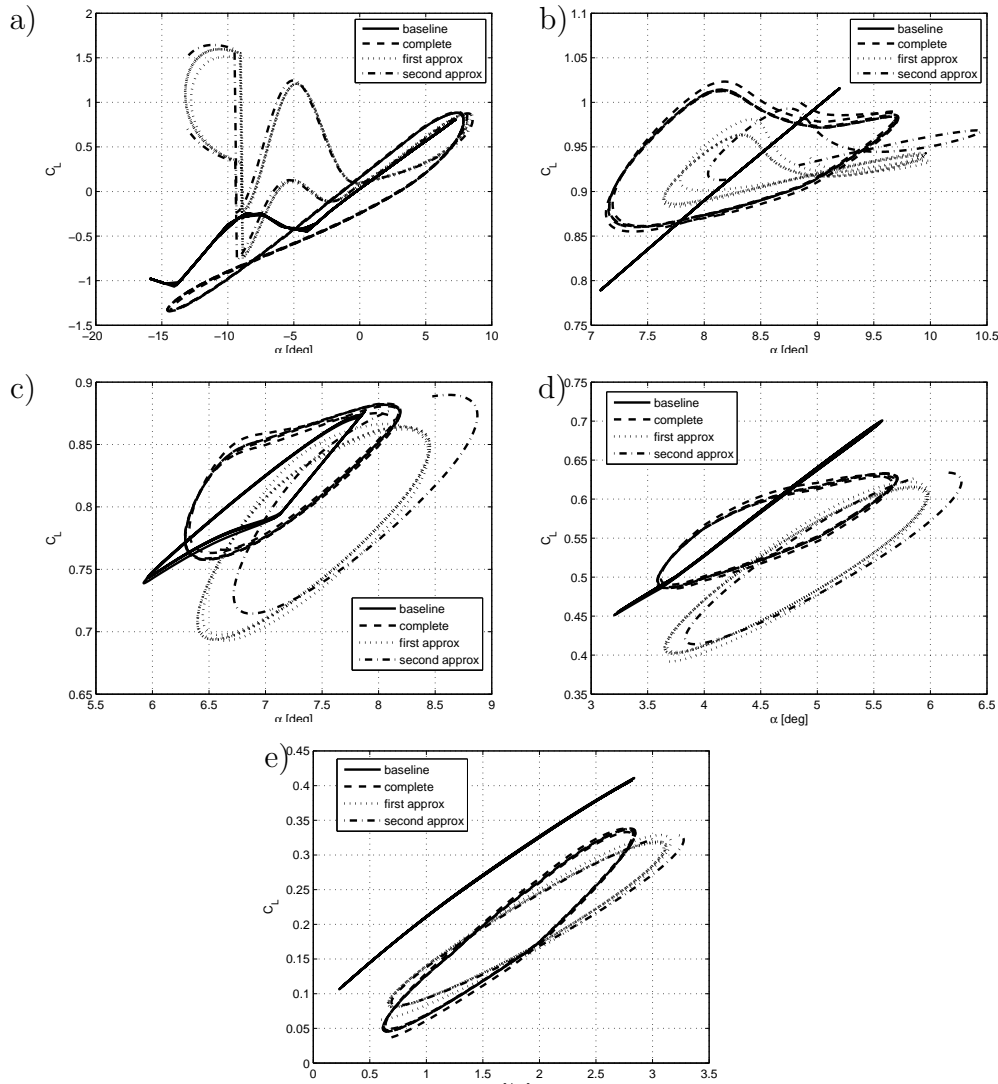 a)
2
1.5
1
0.5
0
−0.5
−1
−1.5
−20 −15 −10 −5 0 5 10
C_L
α [deg]
baseline
complete
first approx
second approx
b)
1.1
1.05
1
0.95
0.9
0.85
0.8
0.75
7 7.5 8 8.5 9 9.5 10 10.5
C_L
α [deg]
baseline
complete
first approx
second approx
c)
0.9
0.85
0.8
0.75
0.7
0.65
5.5 6 6.5 7 7.5 8 8.5 9
C_L
α [deg]
baseline
complete
first approx
second approx
d)
0.75
0.7
0.65
0.6
0.55
0.5
0.45
0.4
0.35
3 3.5 4 4.5 5 5.5 6 6.5
C_L
α [deg]
baseline
complete
first approx
second approx
e)
0.45
0.4
0.35
0.3
0.25
0.2
0.15
0.1
0.05
0
0 0.5 1 1.5 2 2.5 3 3.5
C_L
baseline
complete
first approx
second approx